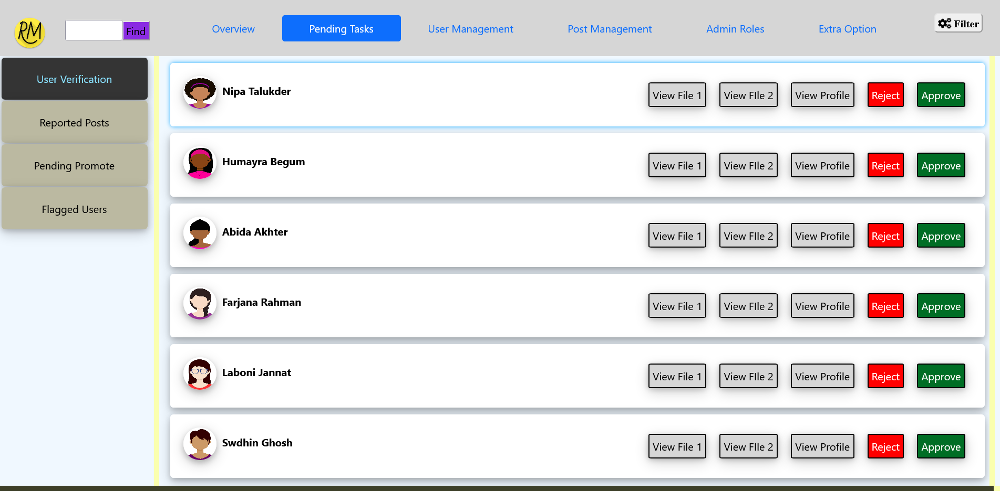 RM
Find
Overview
Pending Tasks
User Management
Post Management
Admin Roles
Extra Option
Filter
User Verification
Reported Posts
Pending Promote
Flagged Users
Nipa Talukder
View File 1
View FIle 2
View Profile
Reject
Approve
Humayra Begum
View File 1
View FIle 2
View Profile
Reject
Approve
Abida Akhter
View File 1
View FIle 2
View Profile
Reject
Approve
Farjana Rahman
View File 1
View FIle 2
View Profile
Reject
Approve
Laboni Jannat
View File 1
View FIle 2
View Profile
Reject
Approve
Swdhin Ghosh
View File 1
View FIle 2
View Profile
Reject
Approve